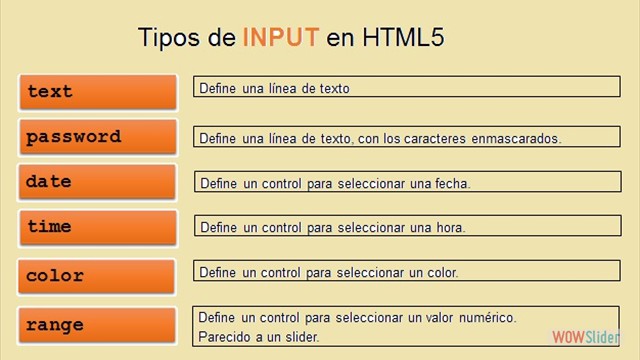 Tipos de INPUT en HTML5
text
Define una línea de texto
password
Define una línea de texto, con los caracteres enmascarados.
date
Define un control para seleccionar una fecha.
time
Define un control para seleccionar una hora.
color
Define un control para seleccionar un color.
range
Define un control para seleccionar un valor numérico.
Parecido a un slider.
WOWSlider